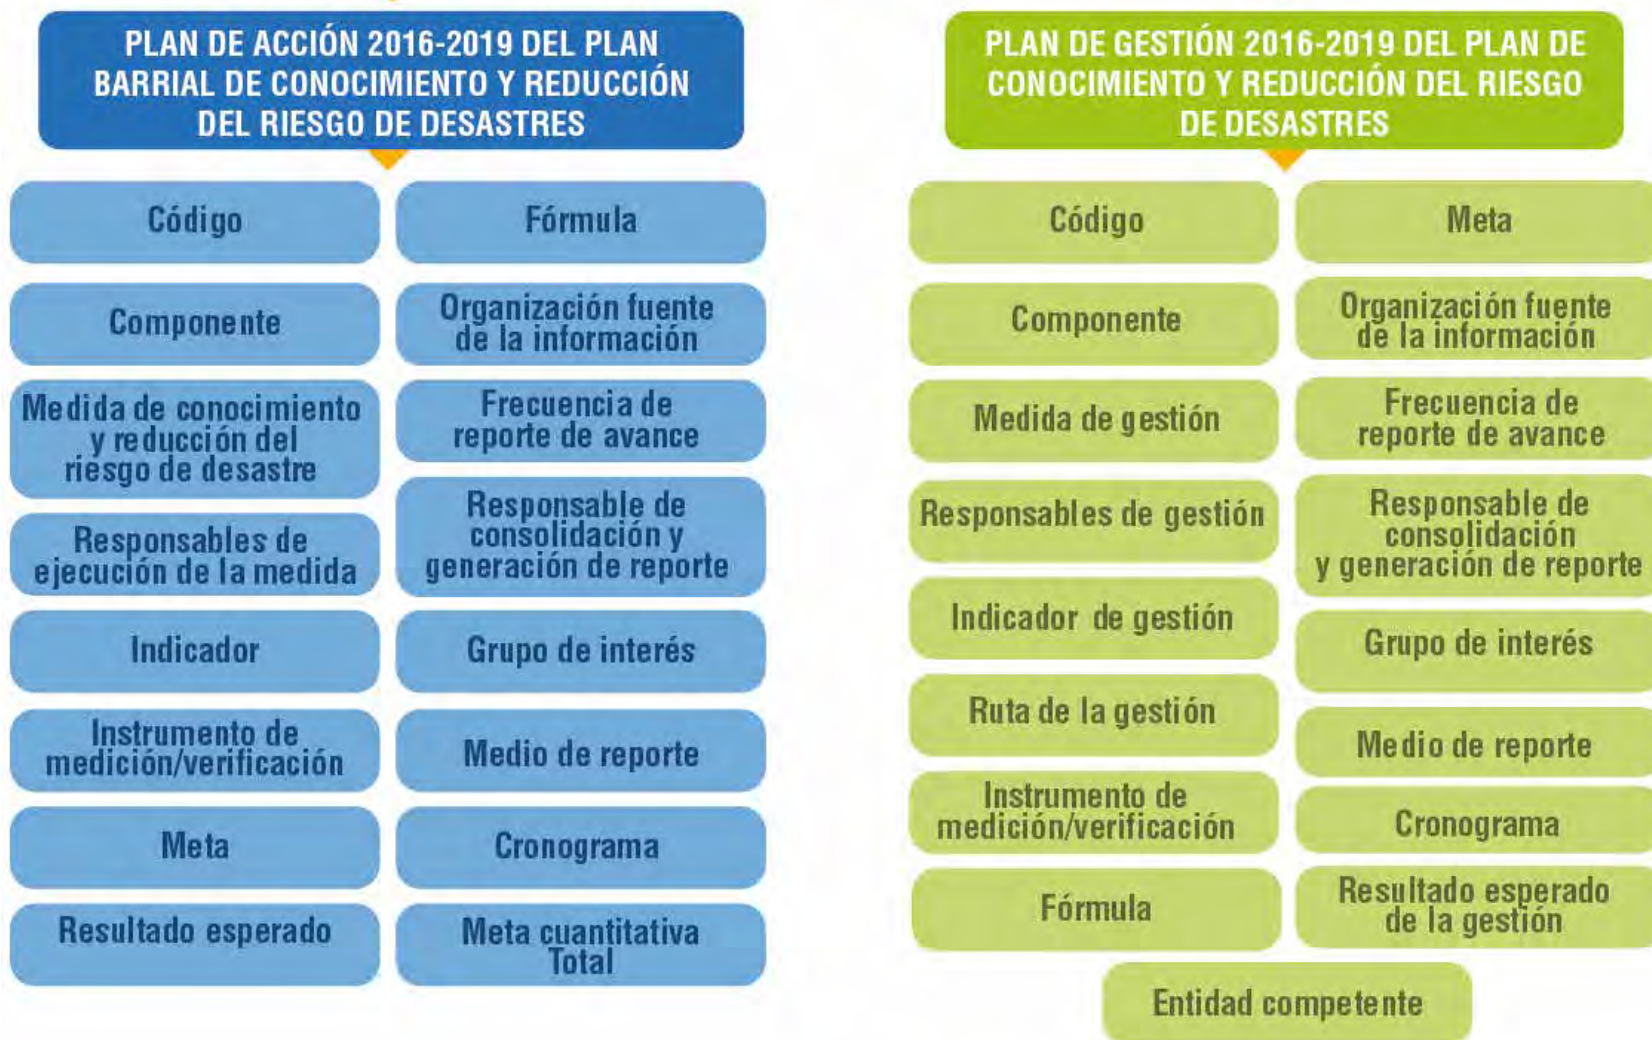 PLAN DE ACCIÓN 2016-2019 DEL PLAN
BARRIAL DE CONOCIMIENTO Y REDUCCIÓN
DEL RIESGO DE DESASTRES
Código
Componente
Medida de conocimiento
y reducción del
riesgo de desastre
Responsables de
ejecución de la medida
Indicador
Instrumento de
medición/verificación
Meta
Resultado esperado
Fórmula
Organización fuente
de la información
Frecuencia de
reporte de avance
Responsable de
consolidación y
generación de reporte
Grupo de interés
Medio de reporte
Cronograma
Meta cuantitativa
Total
PLAN DE GESTIÓN 2016-2019 DEL PLAN DE
CONOCIMIENTO Y REDUCCIÓN DEL RIESGO
DE DESASTRES
Código
Componente
Medida de gestión
Responsables de gestión
Indicador de gestión
Ruta de la gestión
Instrumento de
medición/verificación
Fórmula
Meta
Organización fuente
de la información
Frecuencia de
reporte de avance
Responsable de
consolidación
y generación de reporte
Grupo de interés
Medio de reporte
Cronograma
Resultado esperado
de la gestión
Entidad competente